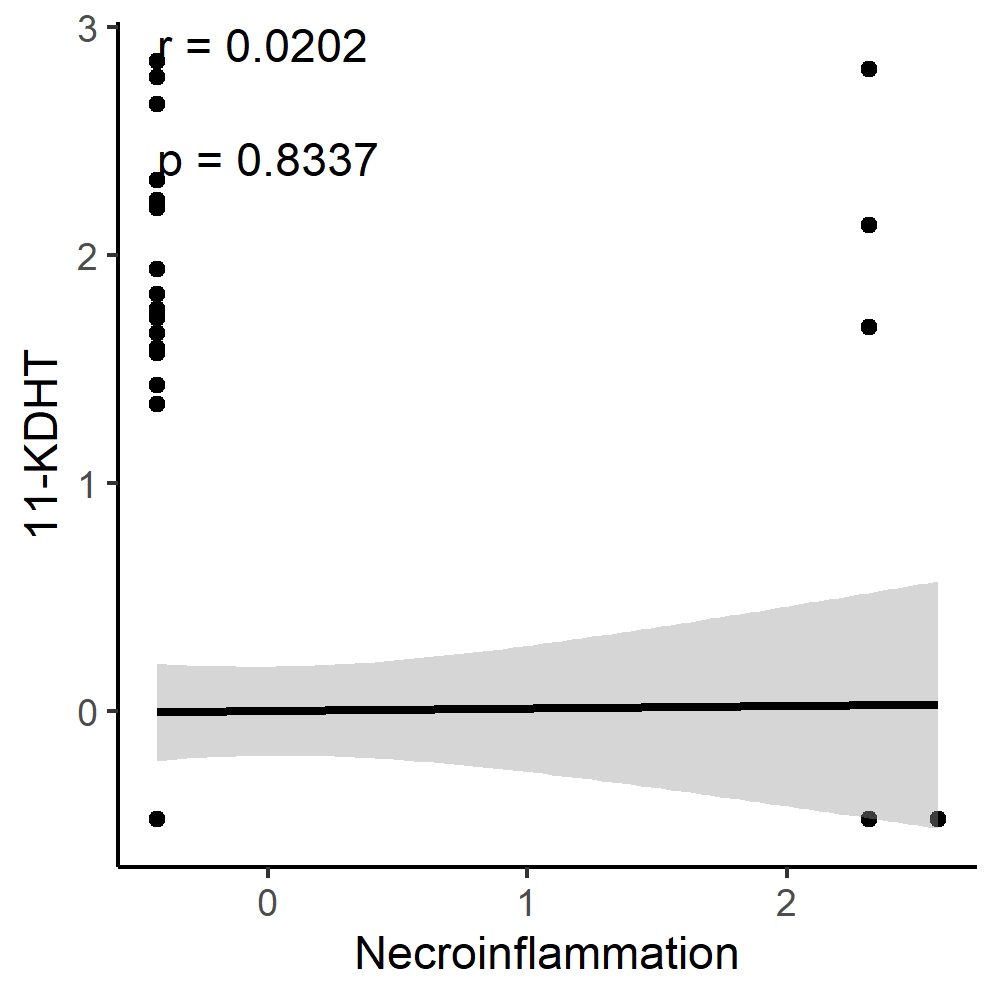 r = 0.0202
p = 0.8337
3
2
1
0
11-KDHT
0 1 2
Necroinflammation